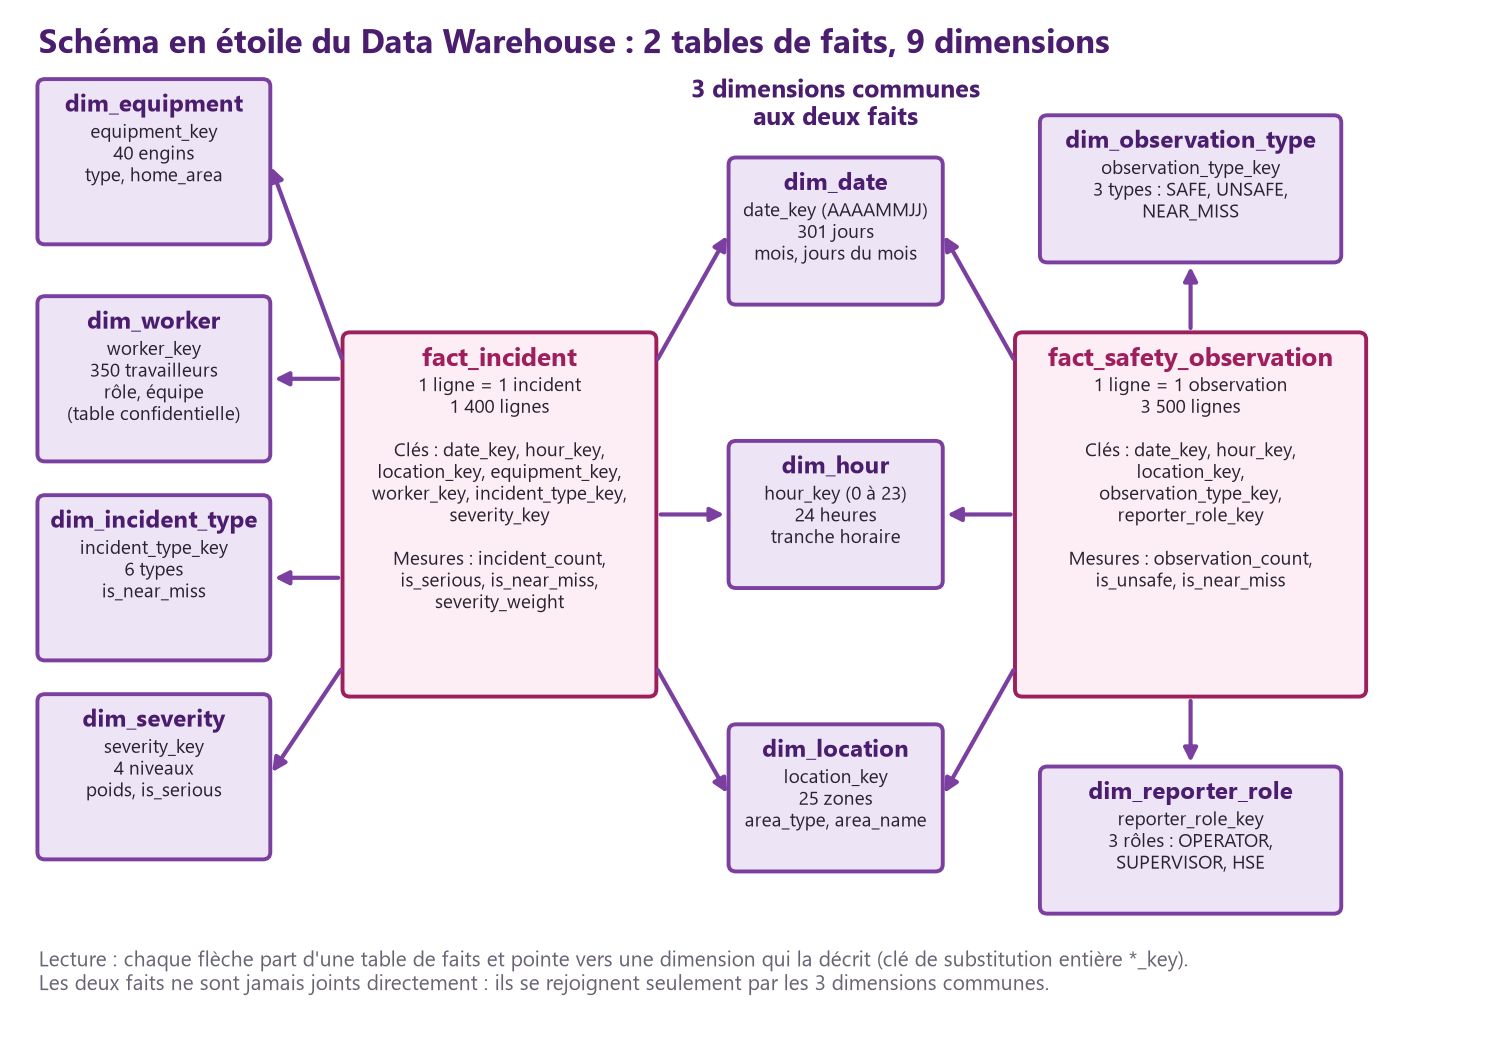 Schéma en étoile du Data Warehouse : 2 tables de faits, 9 dimensions
dim_equipment
equipment_key
40 engins
type, home_area
dim_worker
worker_key
350 travailleurs
rôle, équipe
(table confidentielle)
dim_incident_type
incident_type_key
6 types
is_near_miss
dim_severity
severity_key
4 niveaux
poids, is_serious
fact_incident
1 ligne = 1 incident
1 400 lignes
Clés : date_key, hour_key,
location_key, equipment_key,
worker_key, incident_type_key,
severity_key
Mesures : incident_count,
is_serious, is_near_miss,
severity_weight
3 dimensions communes
aux deux faits
dim_date
date_key (AAAAMMJJ)
301 jours
mois, jours du mois
dim_hour
hour_key (0 à 23)
24 heures
tranche horaire
dim_location
location_key
25 zones
area_type, area_name
dim_observation_type
observation_type_key
3 types : SAFE, UNSAFE,
NEAR_MISS
fact_safety_observation
1 ligne = 1 observation
3 500 lignes
Clés : date_key, hour_key,
location_key,
observation_type_key,
reporter_role_key
Mesures : observation_count,
is_unsafe, is_near_miss
dim_reporter_role
reporter_role_key
3 rôles : OPERATOR,
SUPERVISOR, HSE
Lecture : chaque flèche part d'une table de faits et pointe vers une dimension qui la décrit (clé de substitution entière *_key).
Les deux faits ne sont jamais joints directement : ils se rejoignent seulement par les 3 dimensions communes.